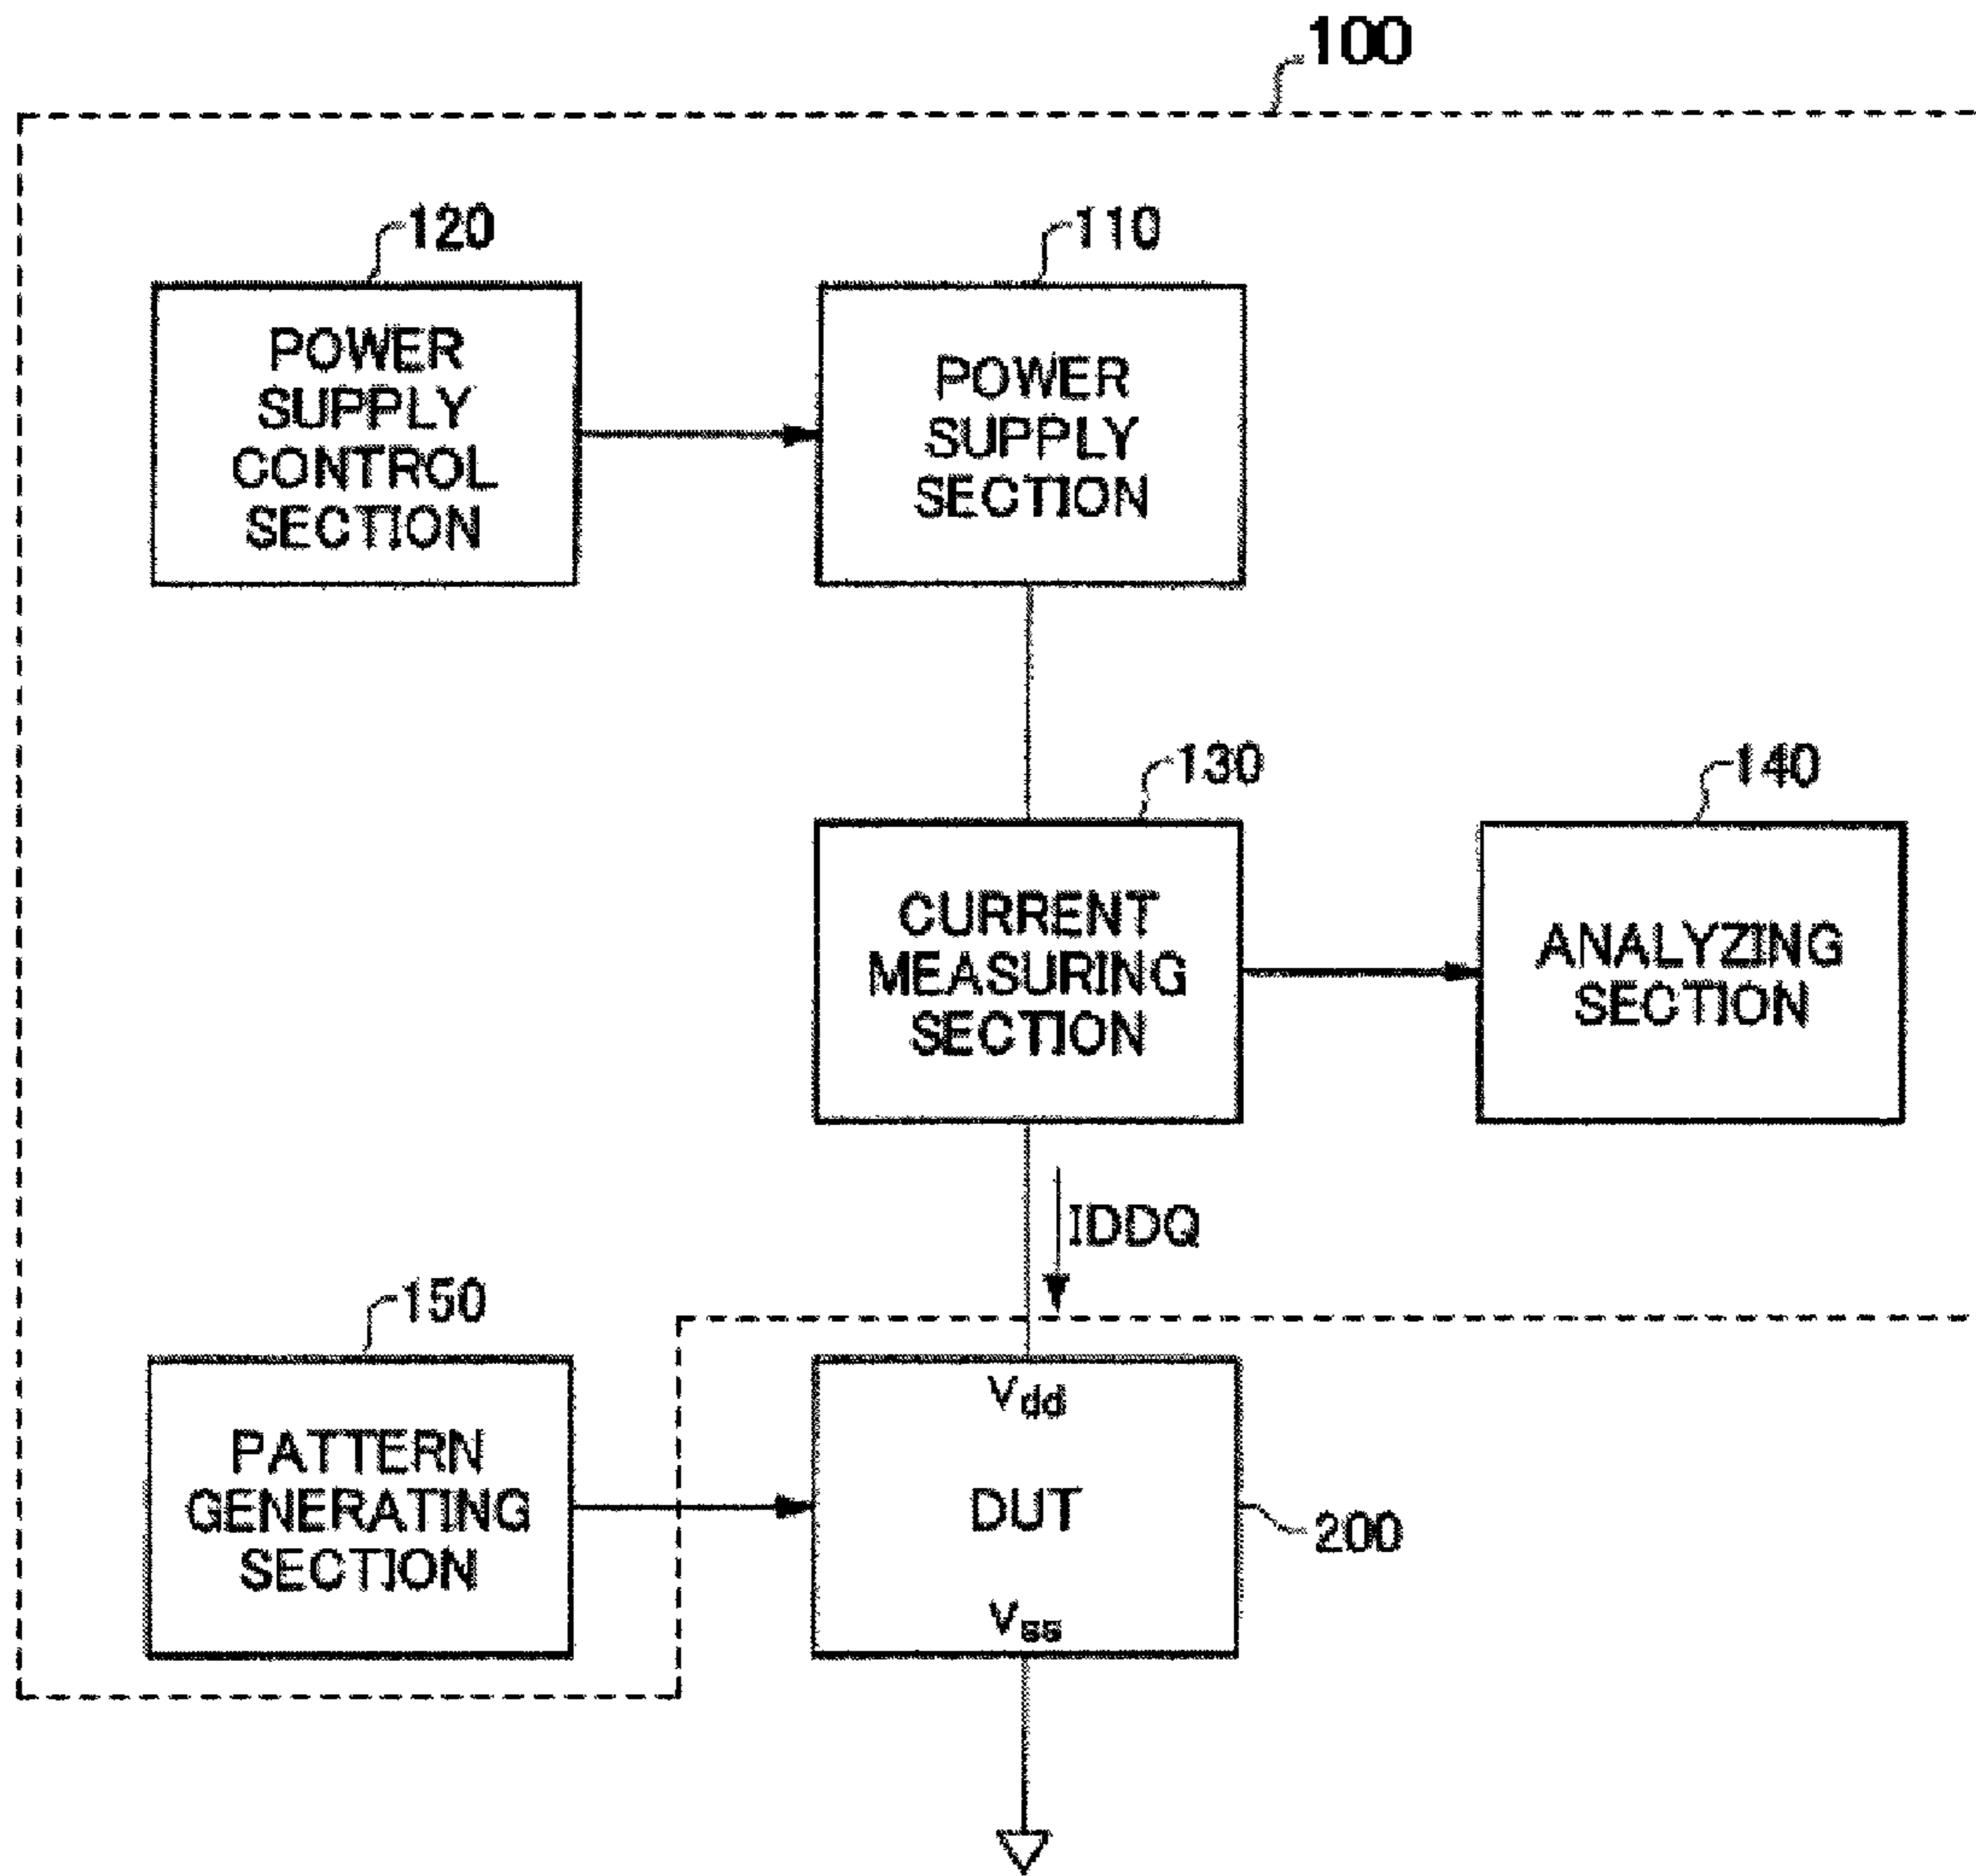 100
120
110
POWER
SUPPLY
CONTROL
SECTION
POWER
SUPPLY
SECTION
130
140
CURRENT
MEASURING
SECTION
ANALYZING
SECTION
IDDQ
150
PATTERN
GENERATING
SECTION
Vdd
DUT
Vss
200